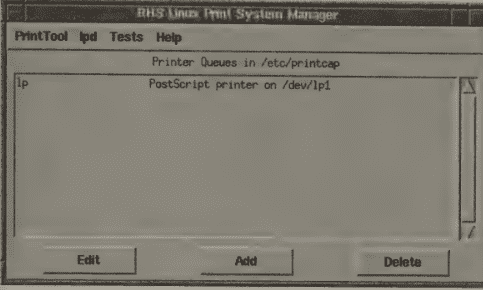 RHS Linux Print System Manager
PrintTool lpd Tests Help
Printer Queues in /etc/printcap
lp PostScript printer on /dev/lp1
Edit Add Delete